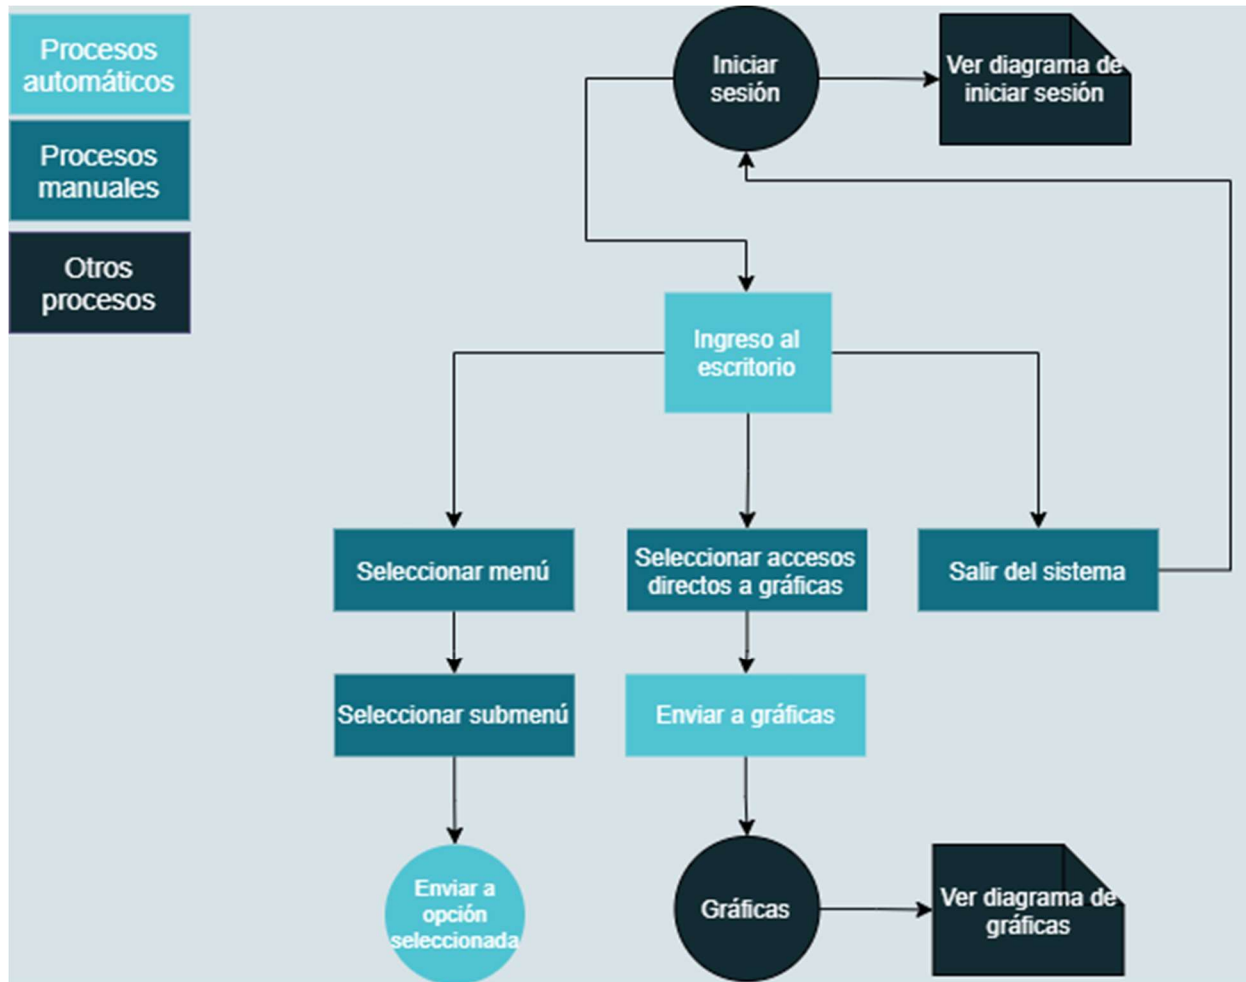 Procesos
automáticos
Procesos
manuales
Otros
procesos
Iniciar
sesión
Ver diagrama de
iniciar sesión
Ingreso al
escritorio
Seleccionar menú
Seleccionar accesos
directos a gráficas
Salir del sistema
Seleccionar submenú
Enviar a gráficas
Enviar a
opción
seleccionada
Gráficas
Ver diagrama de
gráficas